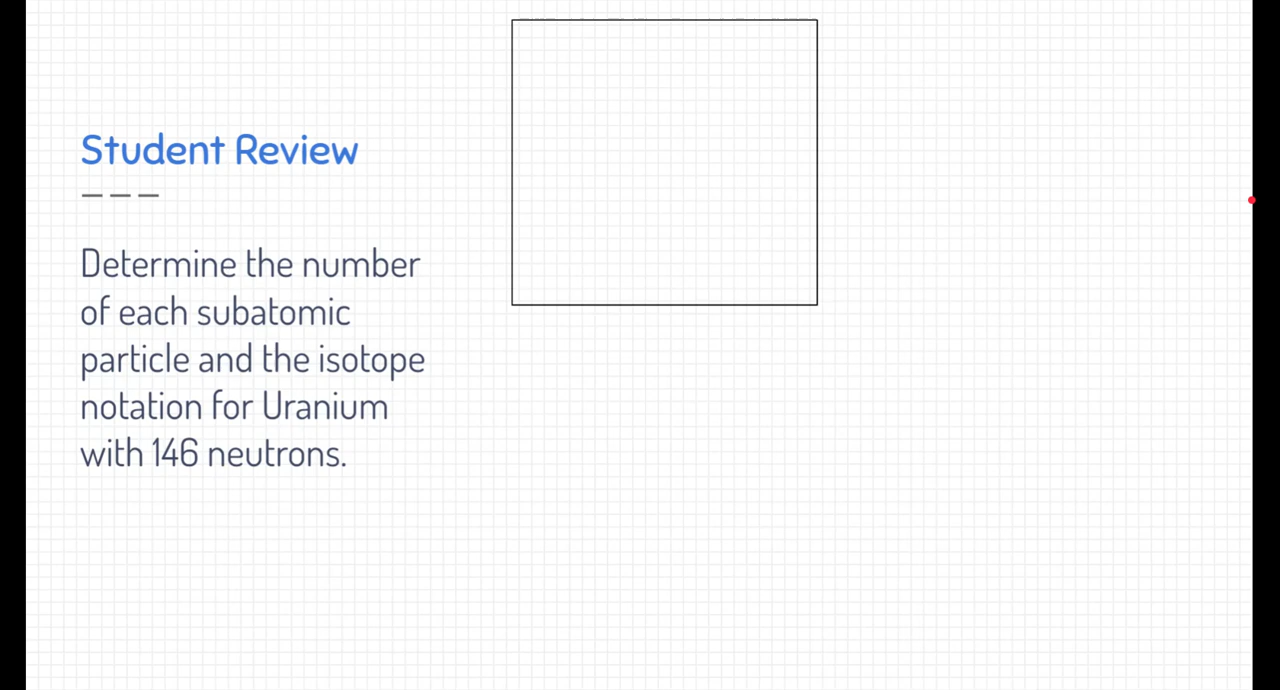 Student Review
Determine the number
of each subatomic
particle and the isotope
notation for Uranium
with 146 neutrons.